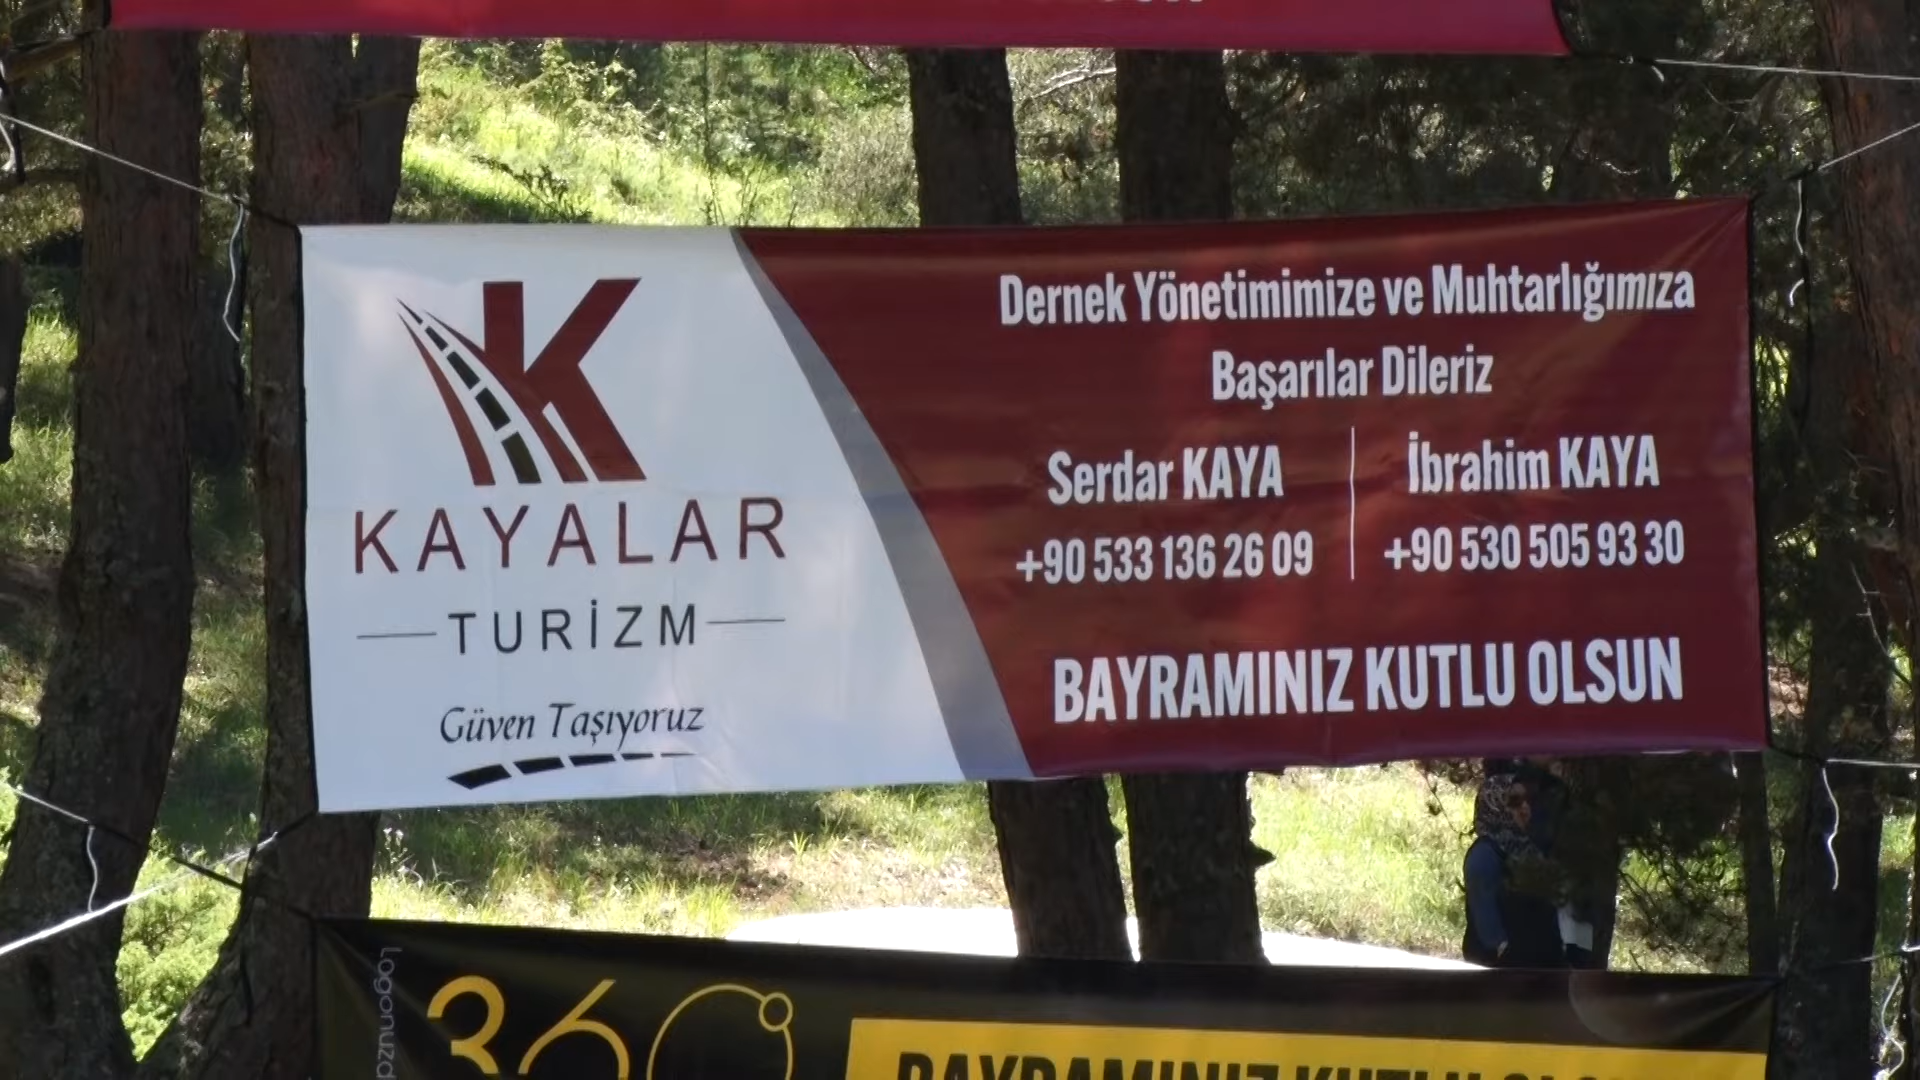 K
KAYALAR
TURİZM
Güven Taşıyoruz
Dernek Yönetimimize ve Muhtarlığımıza
Başarılar Dileriz
Serdar KAYA
+90 533 136 26 09
İbrahim KAYA
+90 530 505 93 30
BAYRAMINIZ KUTLU OLSUN
360
BAYRAMINIZ KUTLU